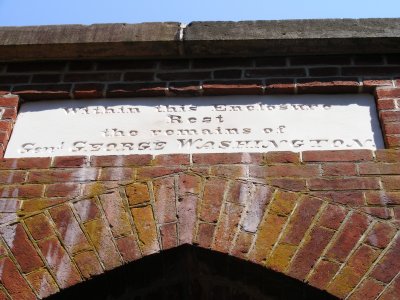 Within this Enclosure
Rest
the remains of
Genl. GEORGE WASHINGTON.